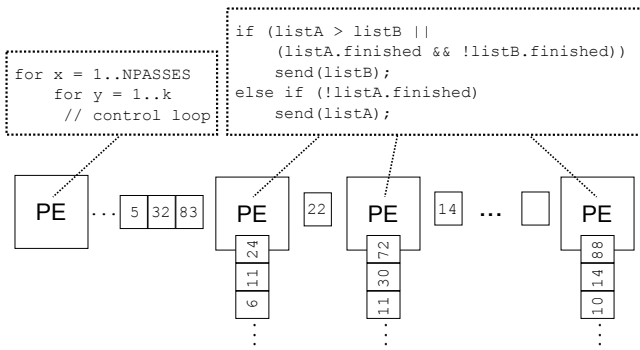 for x = 1..NPASSES
for y = 1..k
// control loop
if (listA > listB ||
(listA.finished && !listB.finished))
send(listB);
else if (!listA.finished)
send(listA);
PE ... 5 32 83 PE 22 PE 14 ... PE
24 72 88
11 30 14
6 11 10